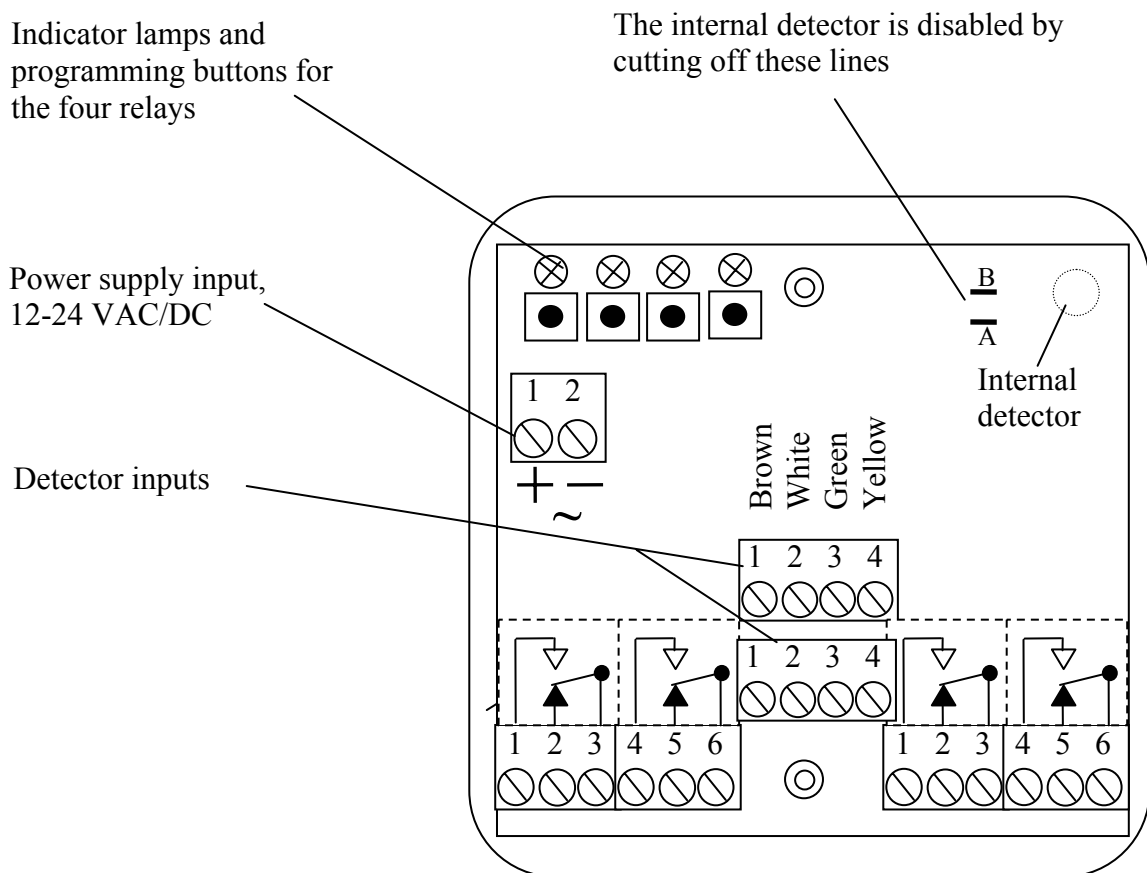 Indicator lamps and
programming buttons for
the four relays
The internal detector is disabled by
cutting off these lines
Power supply input,
12-24 VAC/DC
B
A
Internal
detector
1 2
+ −
~
Detector inputs
Brown
White
Green
Yellow
1 2 3 4
1 2 3 4
1 2 3 4 5 6
1 2 3 4 5 6